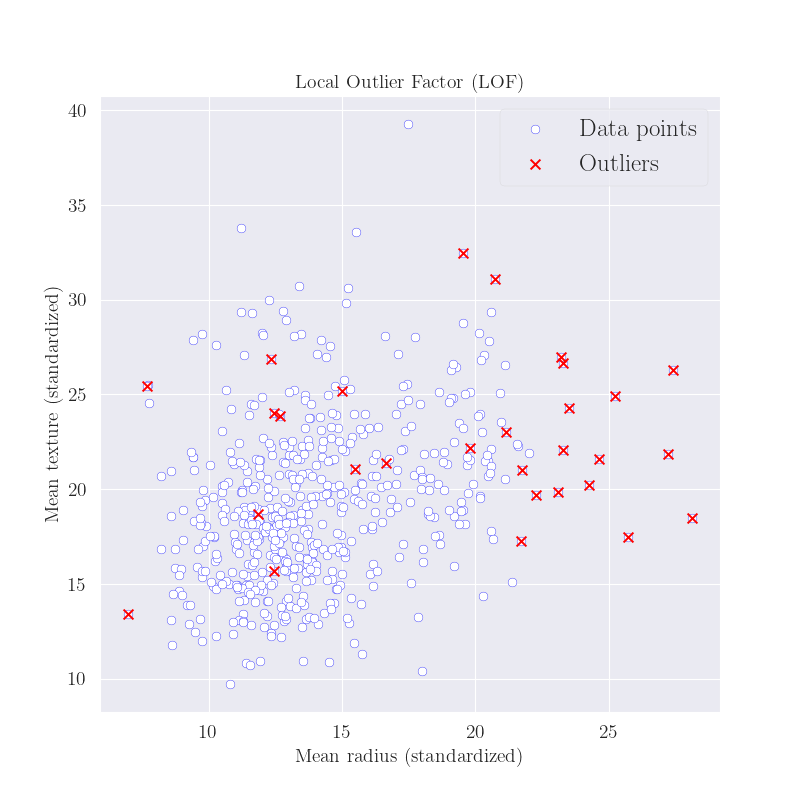 Local Outlier Factor (LOF)
Data points
Outliers
40
35
30
25
20
15
10
Mean texture (standardized)
10 15 20 25
Mean radius (standardized)